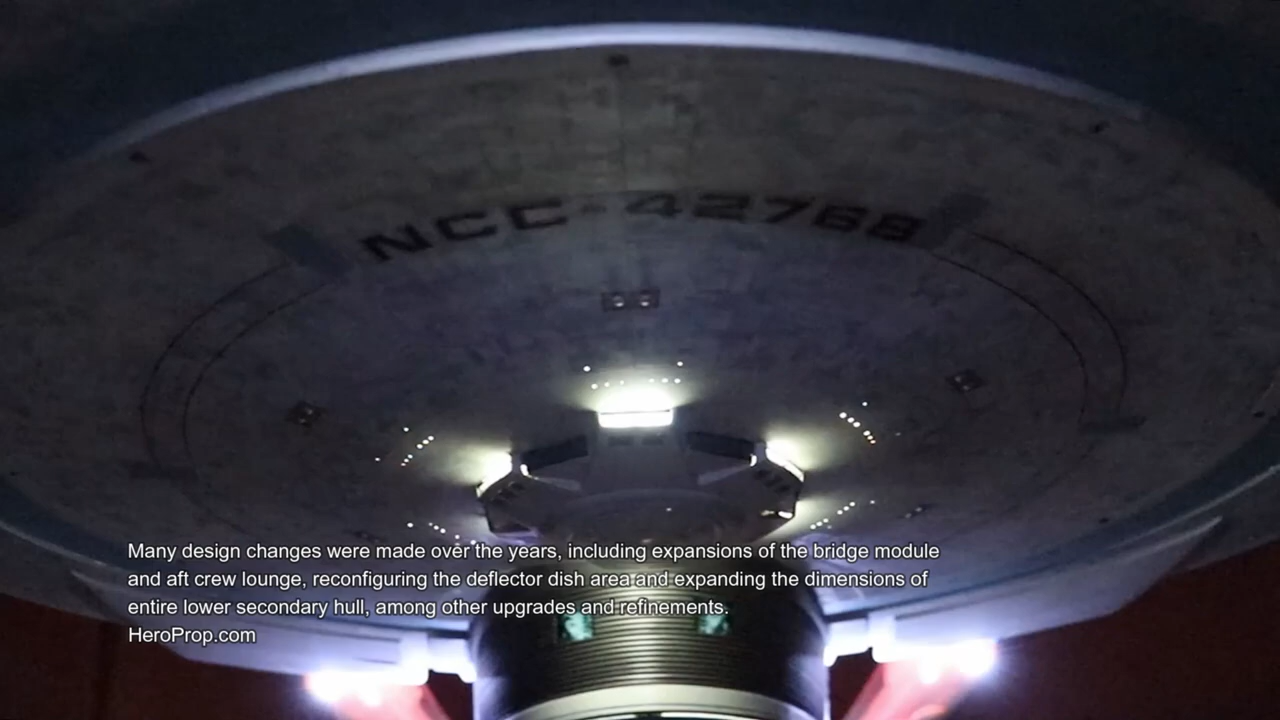 NCC-42768
Many design changes were made over the years, including expansions of the bridge module
and aft crew lounge, reconfiguring the deflector dish area and expanding the dimensions of
entire lower secondary hull, among other upgrades and refinements.
HeroProp.com